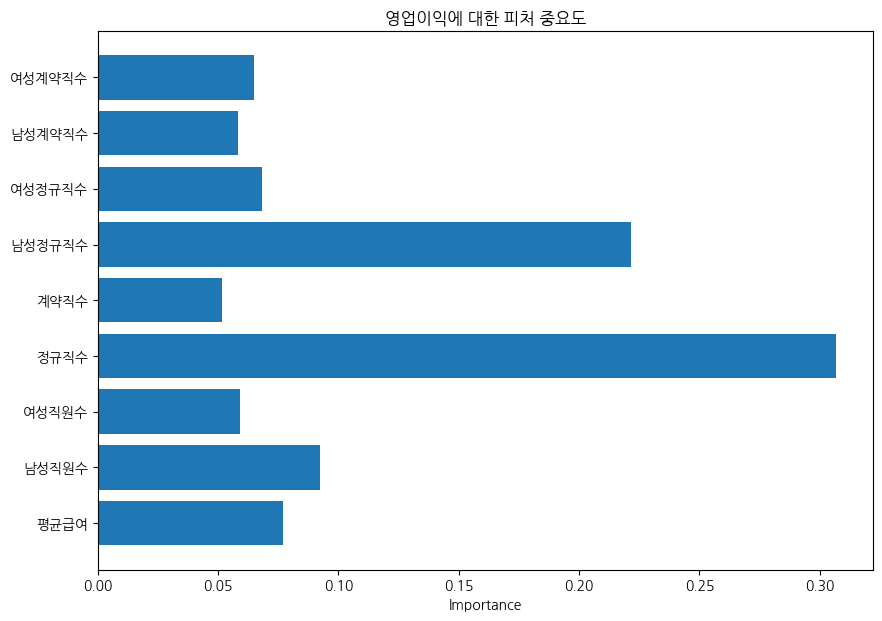 영업이익에 대한 피처 중요도
여성계약직수
남성계약직수
여성정규직수
남성정규직수
계약직수
정규직수
여성직원수
남성직원수
평균급여
0.00 0.05 0.10 0.15 0.20 0.25 0.30
Importance